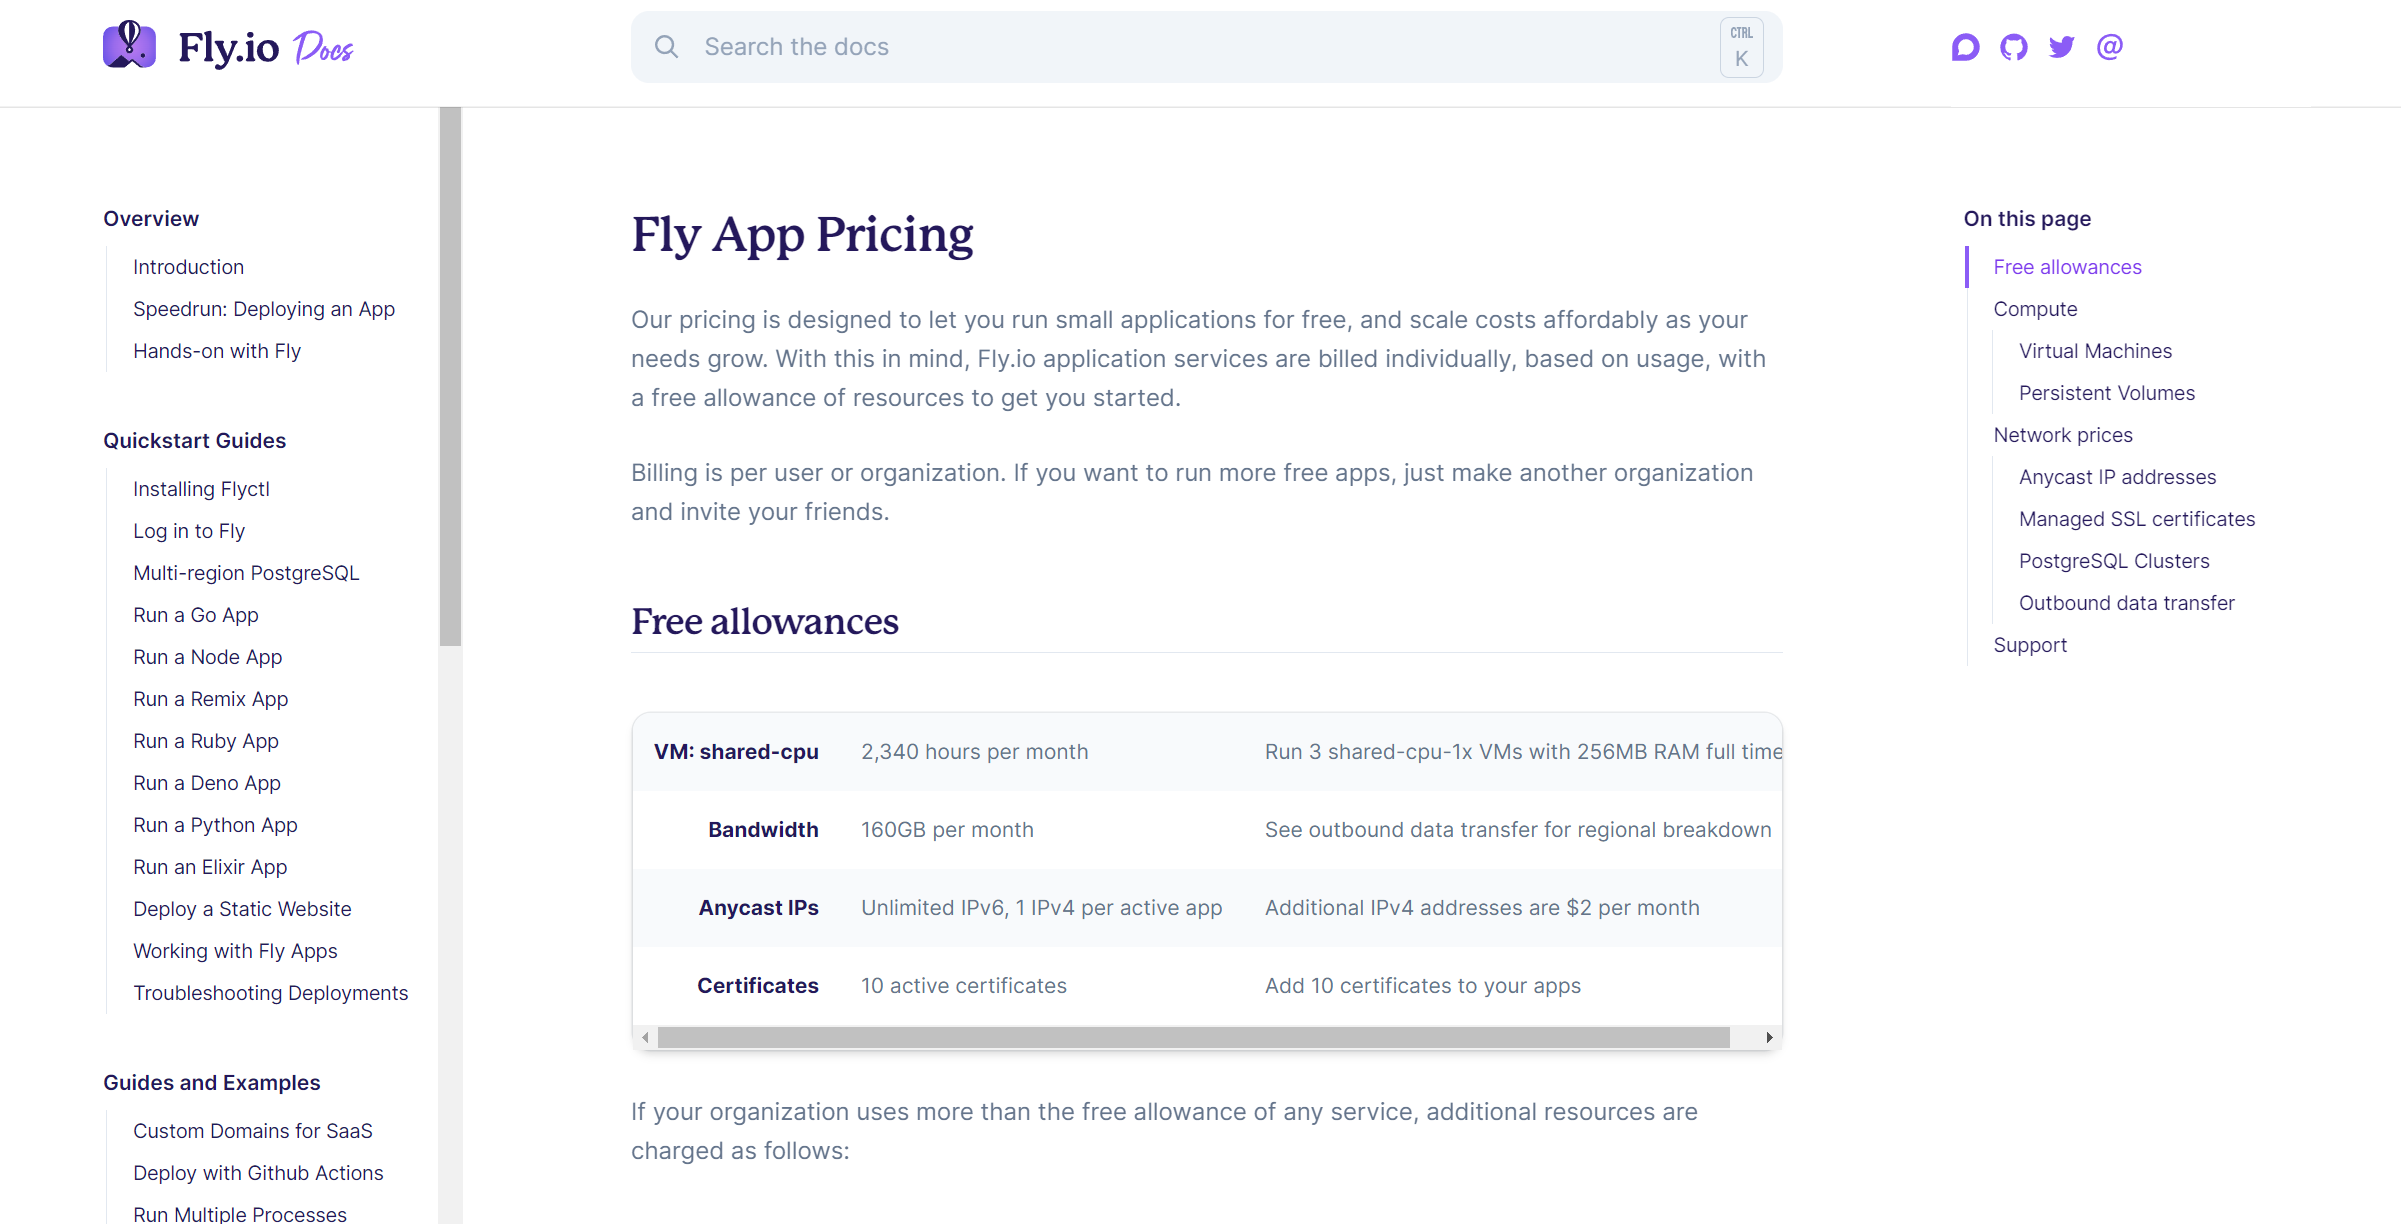 Fly.io Docs
Search the docs
CTRL
K
Overview
Introduction
Speedrun: Deploying an App
Hands-on with Fly
Quickstart Guides
Installing Flyctl
Log in to Fly
Multi-region PostgreSQL
Run a Go App
Run a Node App
Run a Remix App
Run a Ruby App
Run a Deno App
Run a Python App
Run an Elixir App
Deploy a Static Website
Working with Fly Apps
Troubleshooting Deployments
Guides and Examples
Custom Domains for SaaS
Deploy with Github Actions
Run Multiple Processes
Fly App Pricing
Our pricing is designed to let you run small applications for free, and scale costs affordably as your
needs grow. With this in mind, Fly.io application services are billed individually, based on usage, with
a free allowance of resources to get you started.
Billing is per user or organization. If you want to run more free apps, just make another organization
and invite your friends.
Free allowances
VM: shared-cpu 2,340 hours per month Run 3 shared-cpu-1x VMs with 256MB RAM full time
Bandwidth 160GB per month See outbound data transfer for regional breakdown
Anycast IPs Unlimited IPv6, 1 IPv4 per active app Additional IPv4 addresses are $2 per month
Certificates 10 active certificates Add 10 certificates to your apps
If your organization uses more than the free allowance of any service, additional resources are
charged as follows:
On this page
Free allowances
Compute
Virtual Machines
Persistent Volumes
Network prices
Anycast IP addresses
Managed SSL certificates
PostgreSQL Clusters
Outbound data transfer
Support